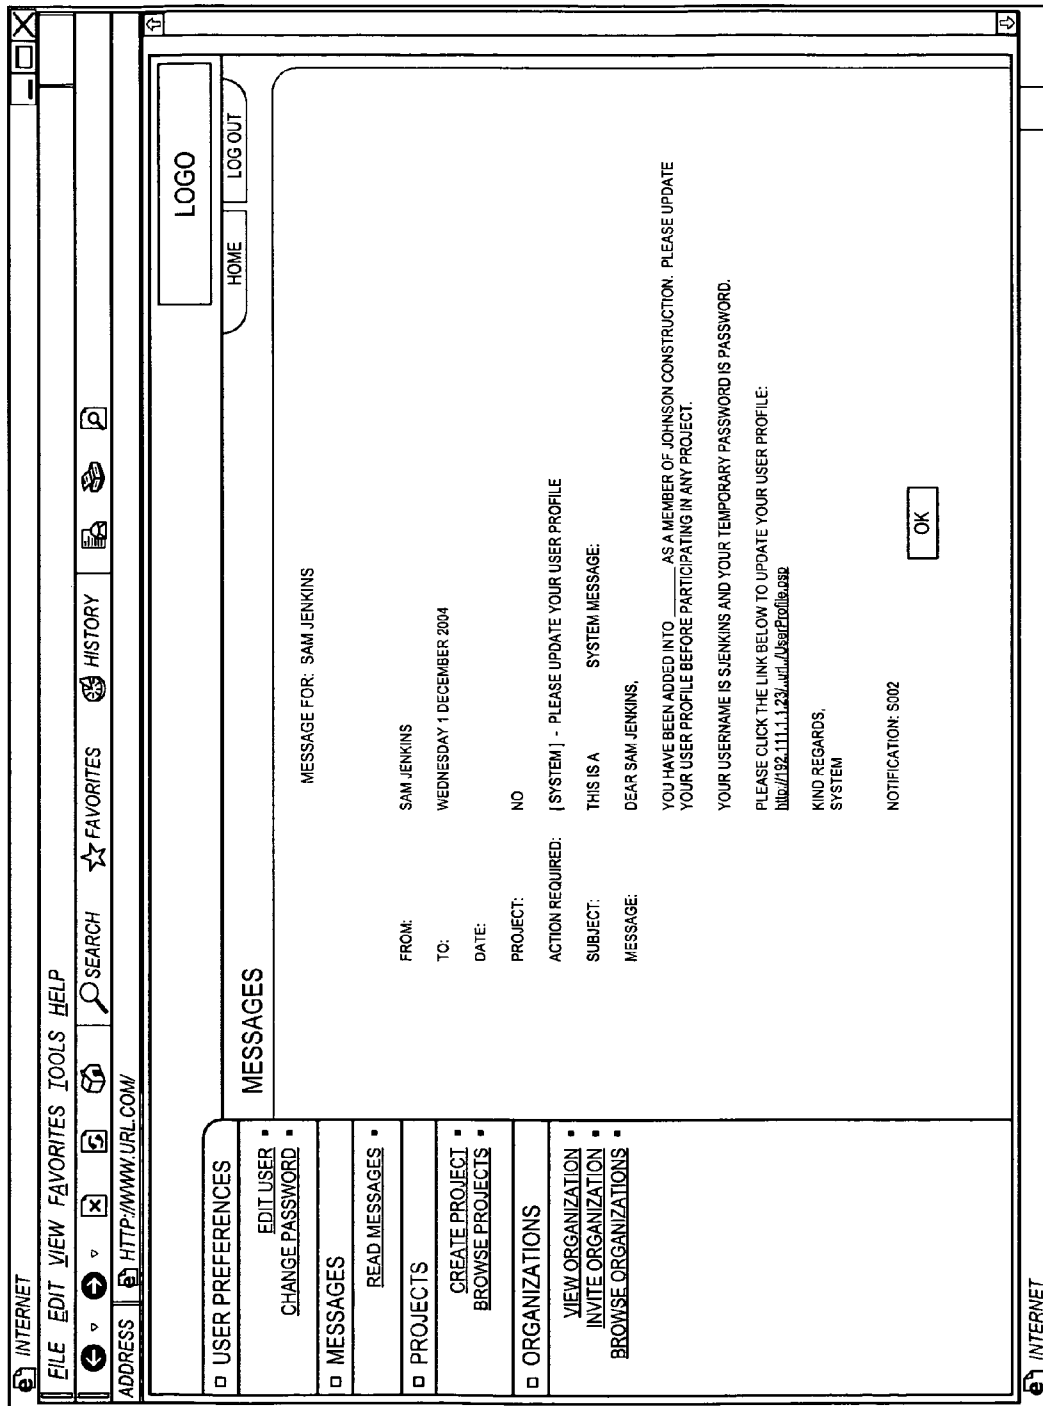 INTERNET
FILE EDIT VIEW FAVORITES TOOLS HELP
SEARCH FAVORITES HISTORY
ADDRESS HTTP://WWW.URL.COM/
LOGO
HOME LOG OUT
USER PREFERENCES
EDIT USER
CHANGE PASSWORD
MESSAGES
READ MESSAGES
PROJECTS
CREATE PROJECT
BROWSE PROJECTS
ORGANIZATIONS
VIEW ORGANIZATION
INVITE ORGANIZATION
BROWSE ORGANIZATIONS
MESSAGES
MESSAGE FOR: SAM JENKINS
FROM: SAM JENKINS
TO: WEDNESDAY 1 DECEMBER 2004
DATE:
PROJECT: NO
ACTION REQUIRED: [SYSTEM] - PLEASE UPDATE YOUR USER PROFILE
SUBJECT: THIS IS A SYSTEM MESSAGE:
MESSAGE: DEAR SAM JENKINS,
YOU HAVE BEEN ADDED INTO ______ AS A MEMBER OF JOHNSON CONSTRUCTION. PLEASE UPDATE
YOUR USER PROFILE BEFORE PARTICIPATING IN ANY PROJECT.
YOUR USERNAME IS SJENKINS AND YOUR TEMPORARY PASSWORD IS PASSWORD.
PLEASE CLICK THE LINK BELOW TO UPDATE YOUR USER PROFILE:
KIND REGARDS,
SYSTEM
NOTIFICATION: S002
OK
INTERNET